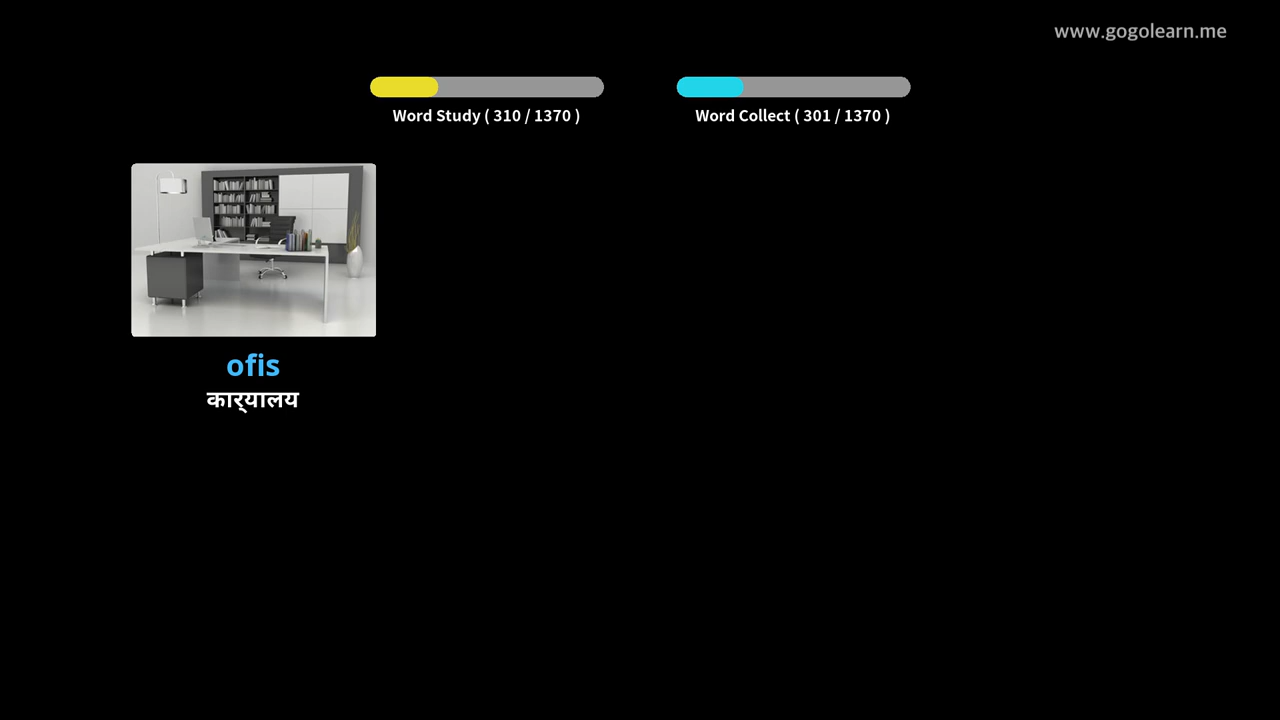 www.gogolearn.me
Word Study ( 310 / 1370 )
Word Collect ( 301 / 1370 )
ofis
कार्‍यालय